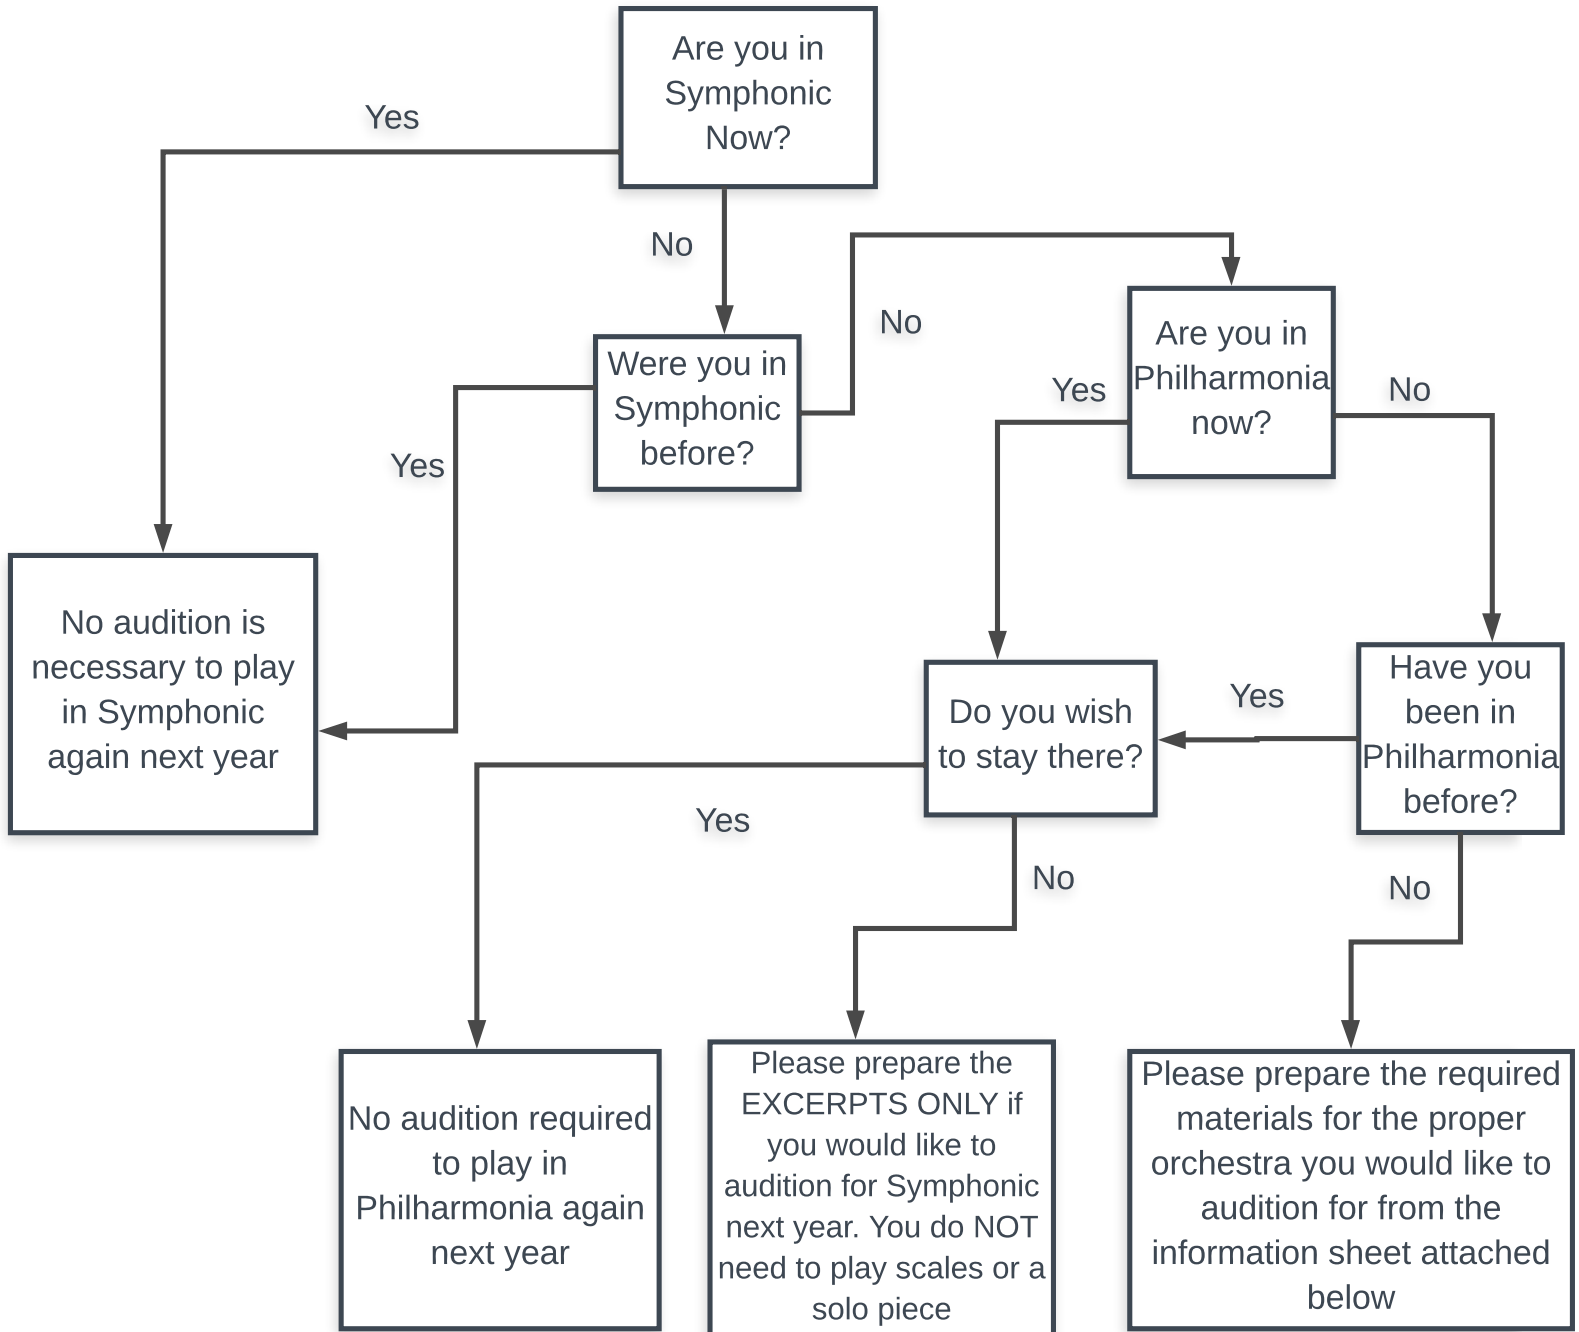 Are you in
Symphonic
Now?
Yes
No
No
Were you in
Symphonic
before?
Are you in
Philharmonia
now?
Yes
No
Yes
No audition is
necessary to play
in Symphonic
again next year
Do you wish
to stay there?
Yes
Have you
been in
Philharmonia
before?
Yes
No
No
No audition required
to play in
Philharmonia again
next year
Please prepare the
EXCERPTS ONLY if
you would like to
audition for Symphonic
next year. You do NOT
need to play scales or a
solo piece
Please prepare the required
materials for the proper
orchestra you would like to
audition for from the
information sheet attached
below